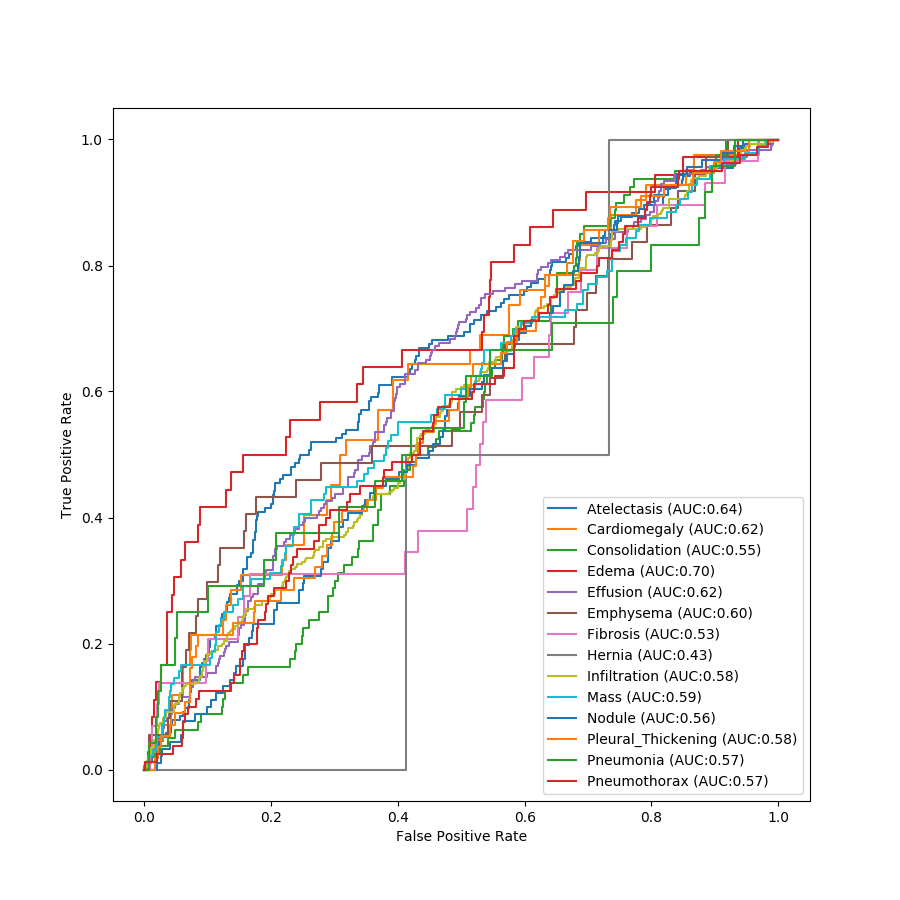 1.0
0.8
0.6
0.4
0.2
0.0
True Positive Rate
Atelectasis (AUC:0.64)
Cardiomegaly (AUC:0.62)
Consolidation (AUC:0.55)
Edema (AUC:0.70)
Effusion (AUC:0.62)
Emphysema (AUC:0.60)
Fibrosis (AUC:0.53)
Hernia (AUC:0.43)
Infiltration (AUC:0.58)
Mass (AUC:0.59)
Nodule (AUC:0.56)
Pleural_Thickening (AUC:0.58)
Pneumonia (AUC:0.57)
Pneumothorax (AUC:0.57)
0.0 0.2 0.4 0.6 0.8 1.0
False Positive Rate